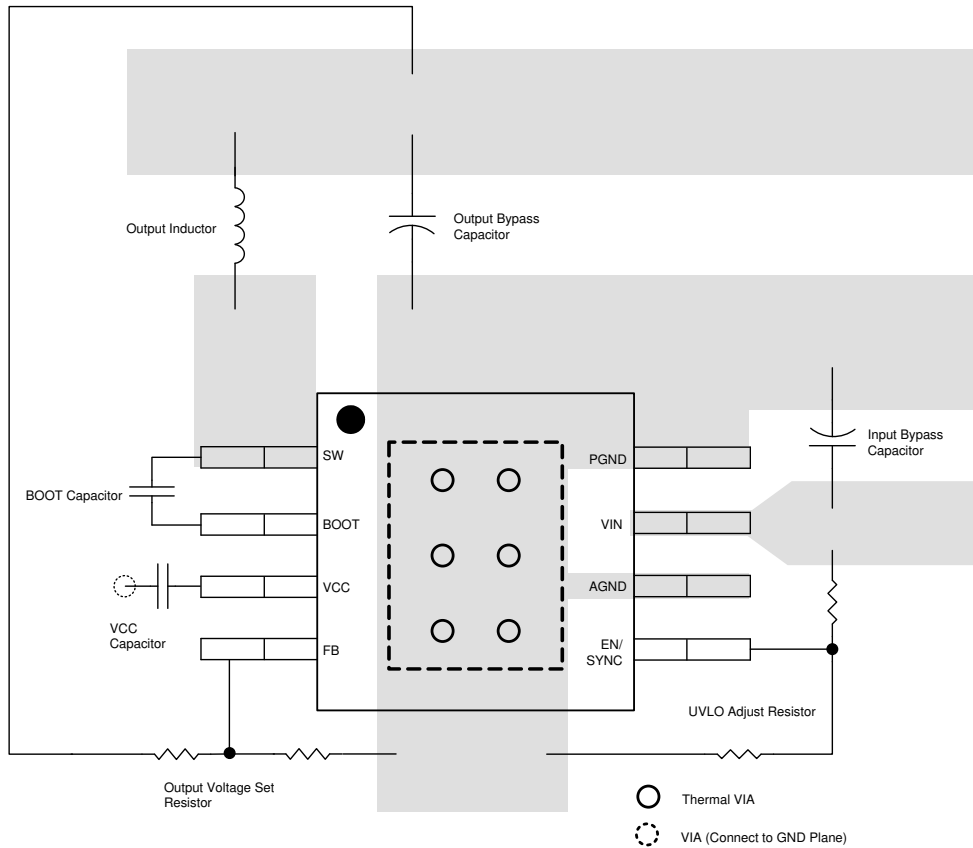 Output Inductor
Output Bypass
Capacitor
Input Bypass
Capacitor
SW
PGND
BOOT Capacitor
BOOT
VIN
VCC
AGND
VCC
Capacitor
FB
EN/
SYNC
UVLO Adjust Resistor
Output Voltage Set
Resistor
Thermal VIA
VIA (Connect to GND Plane)